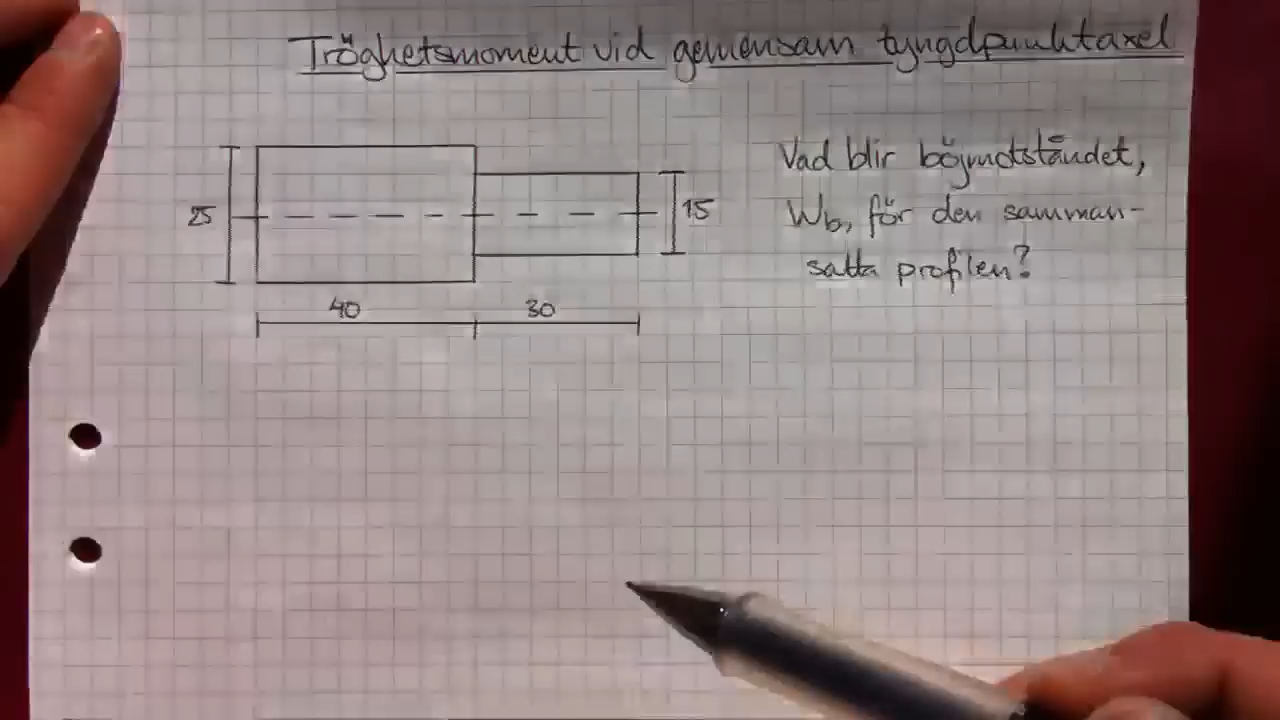 Tröghetsmoment vid gemensam tyngdpunktaxel
Vad blir böjmotståndet,
Wb, för den samman-
satta profilen?
25
15
40
30